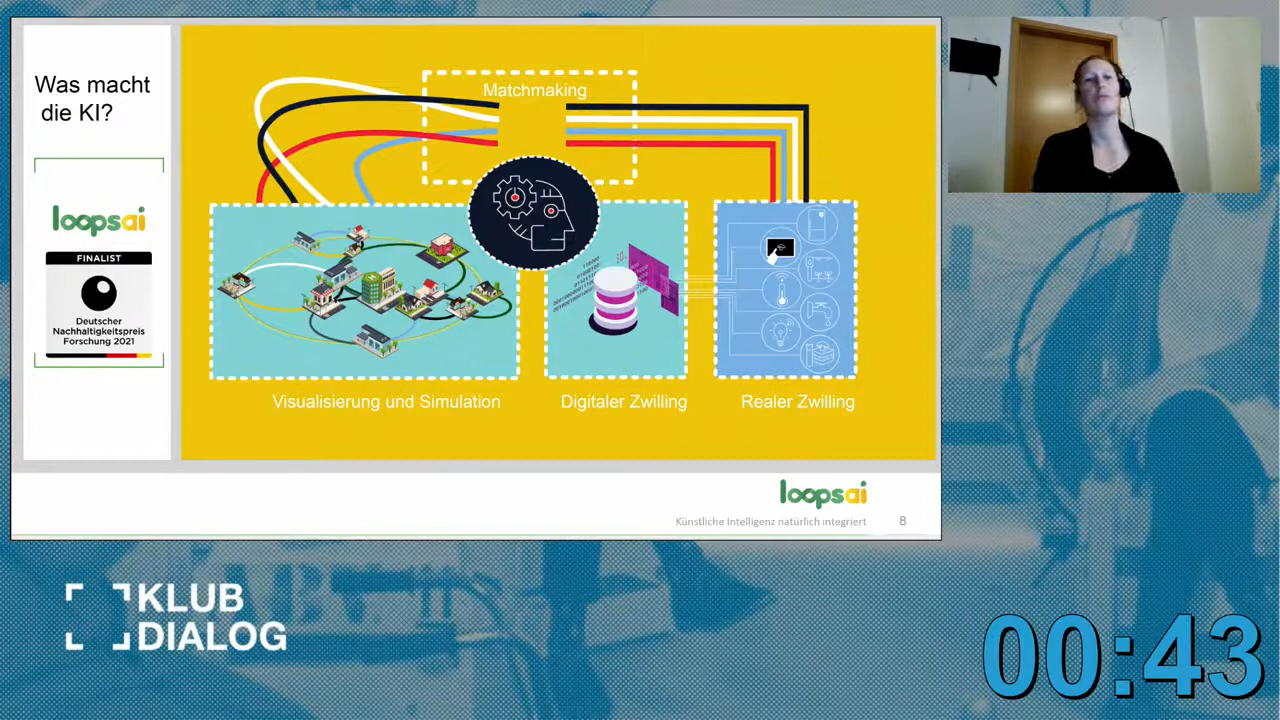 Was macht
die KI?
loopsai
FINALIST
Deutscher
Nachhaltigkeitspreis
Forschung 2021
Matchmaking
Visualisierung und Simulation
Digitaler Zwilling
Realer Zwilling
loopsai
Künstliche Intelligenz natürlich integriert
8
KLUB
DIALOG
00:43